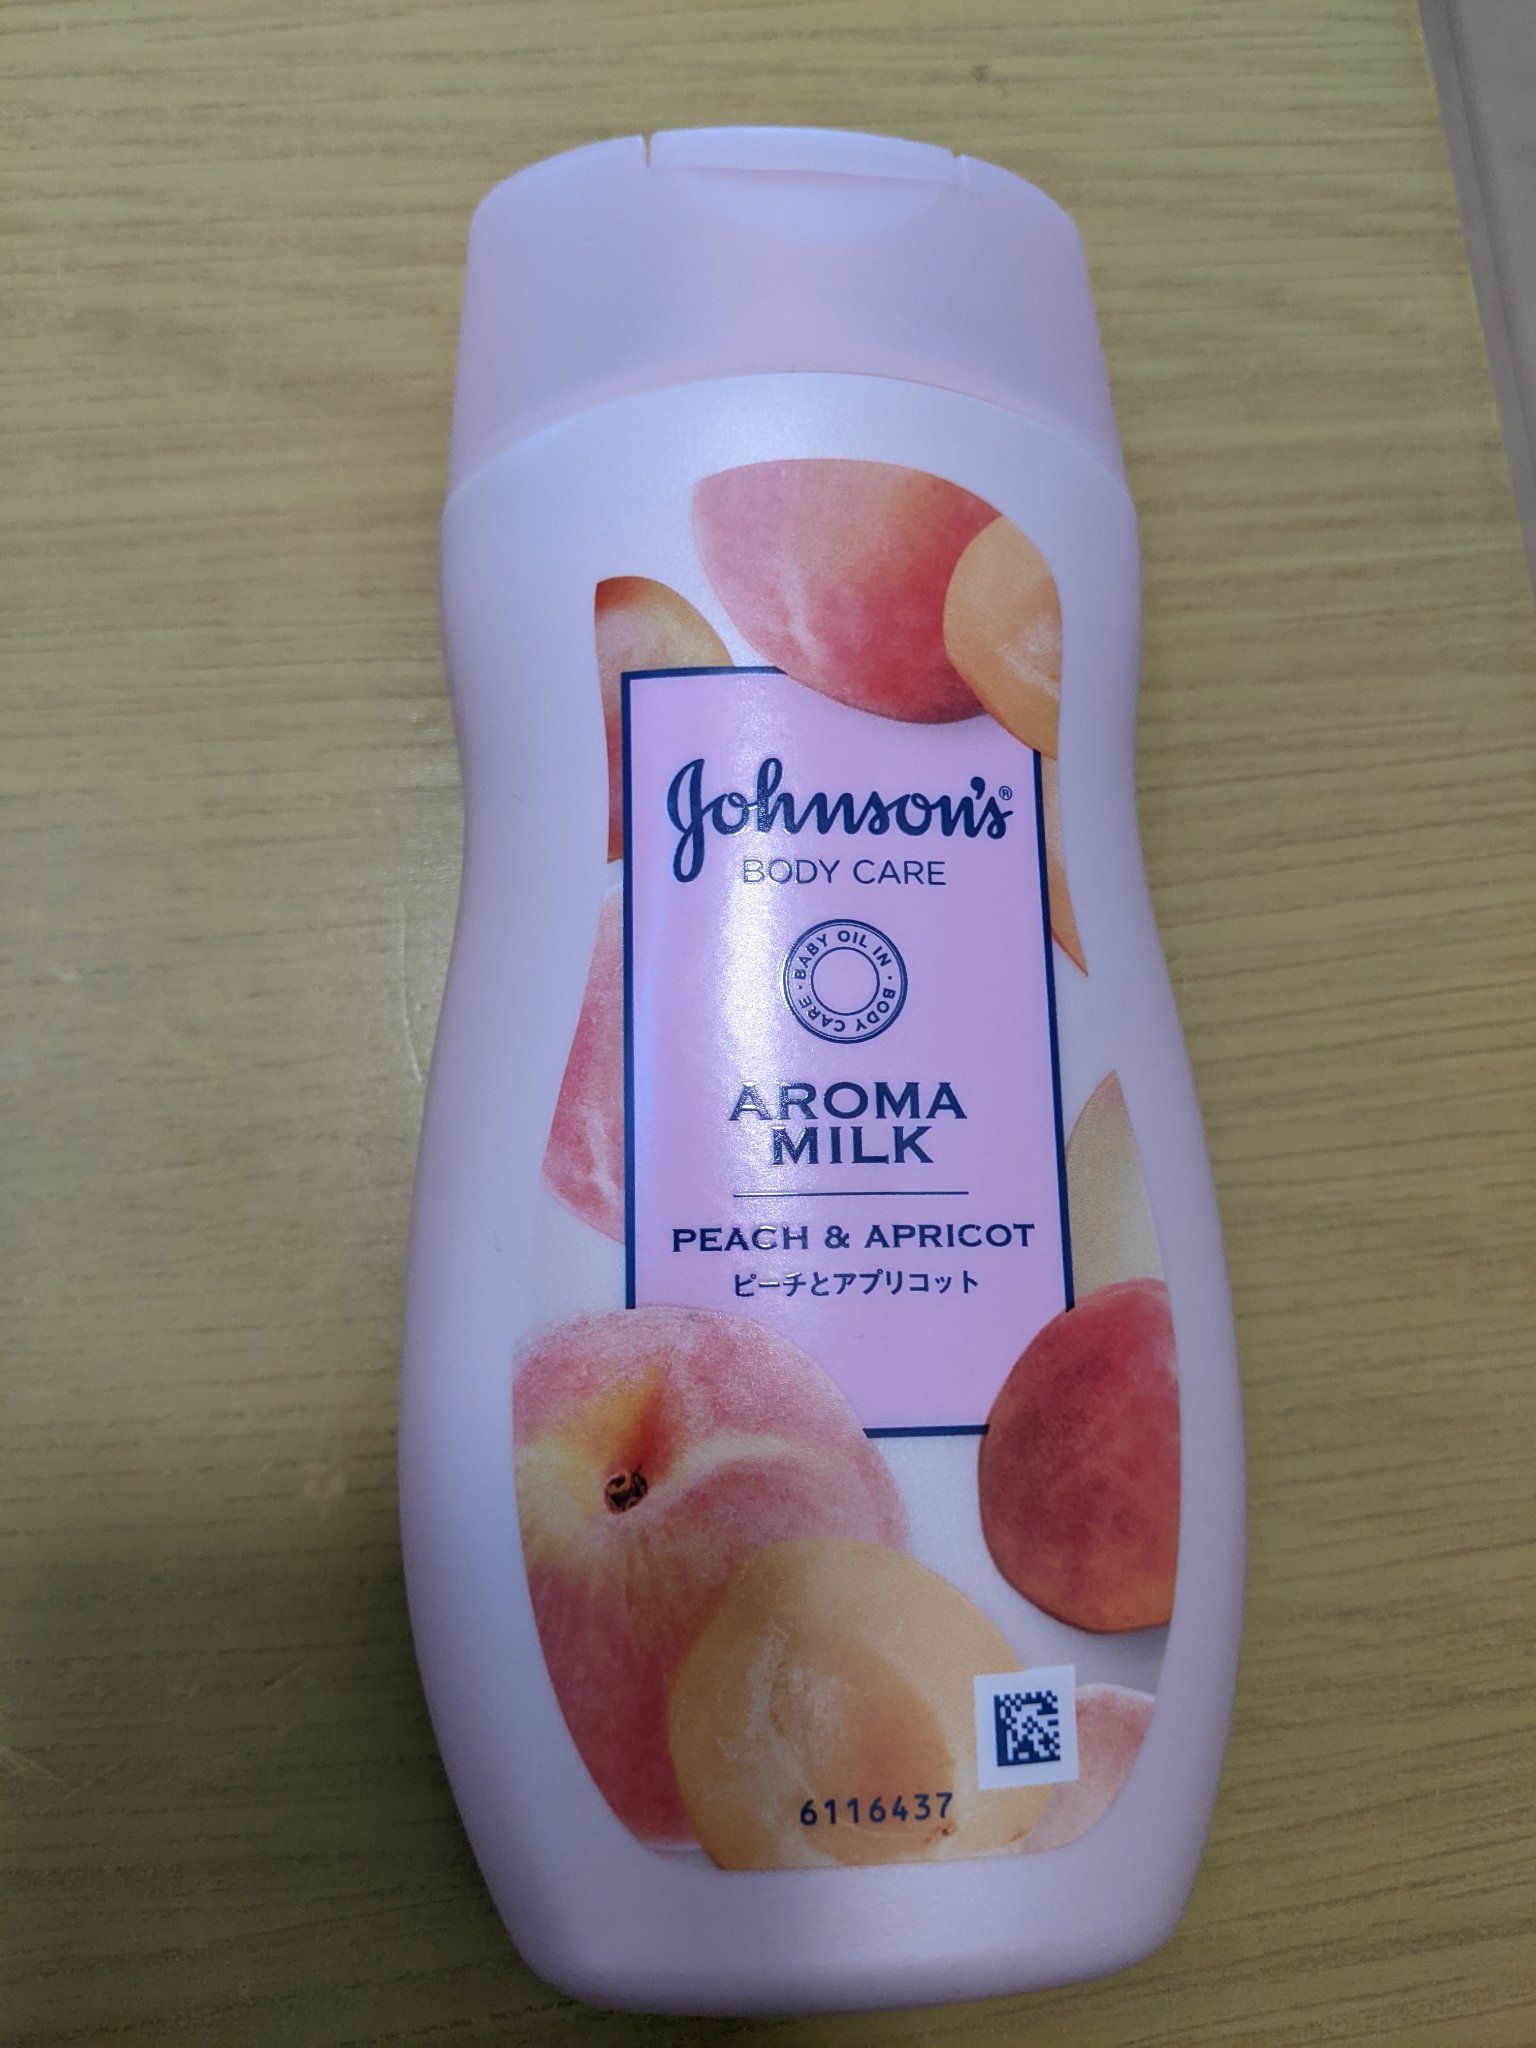 Johnson's®
BODY CARE
BABY OIL IN · BODY CARE ·
AROMA
MILK
PEACH & APRICOT
ピーチとアプリコット
6116437